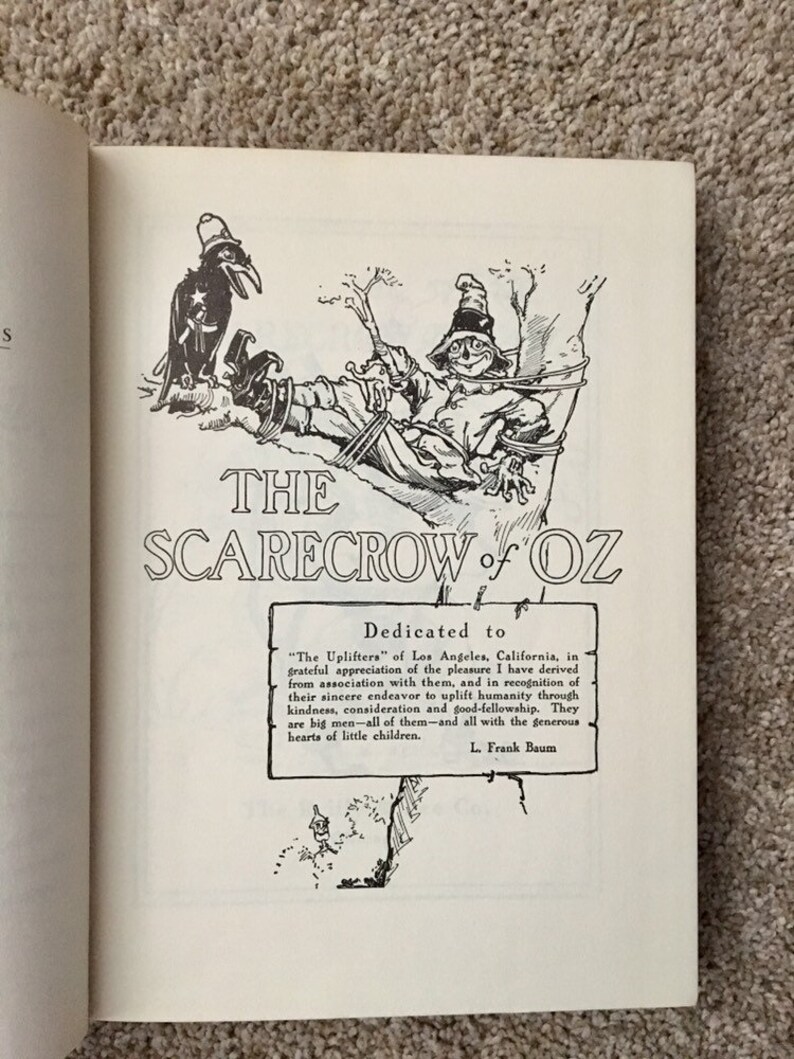 S
THE
SCARECROW of OZ
Dedicated to
"The Uplifters" of Los Angeles, California, in
grateful appreciation of the pleasure I have derived
from association with them, and in recognition of
their sincere endeavor to uplift humanity through
kindness, consideration and good-fellowship. They
are big men—all of them—and all with the generous
hearts of little children.
L. Frank Baum